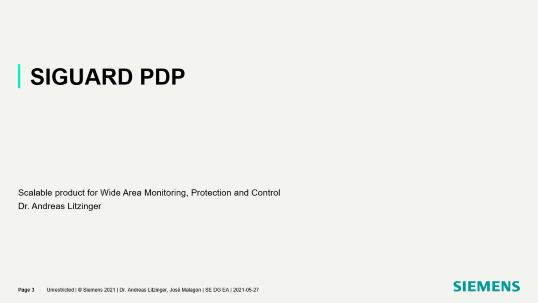 SIGUARD PDP
Scalable product for Wide Area Monitoring, Protection and Control
Dr. Andreas Litzinger
Page 3 Unrestricted | © Siemens 2021 | Dr. Andreas Litzinger, José Malagon | SE DG EA | 2021-05-27
SIEMENS